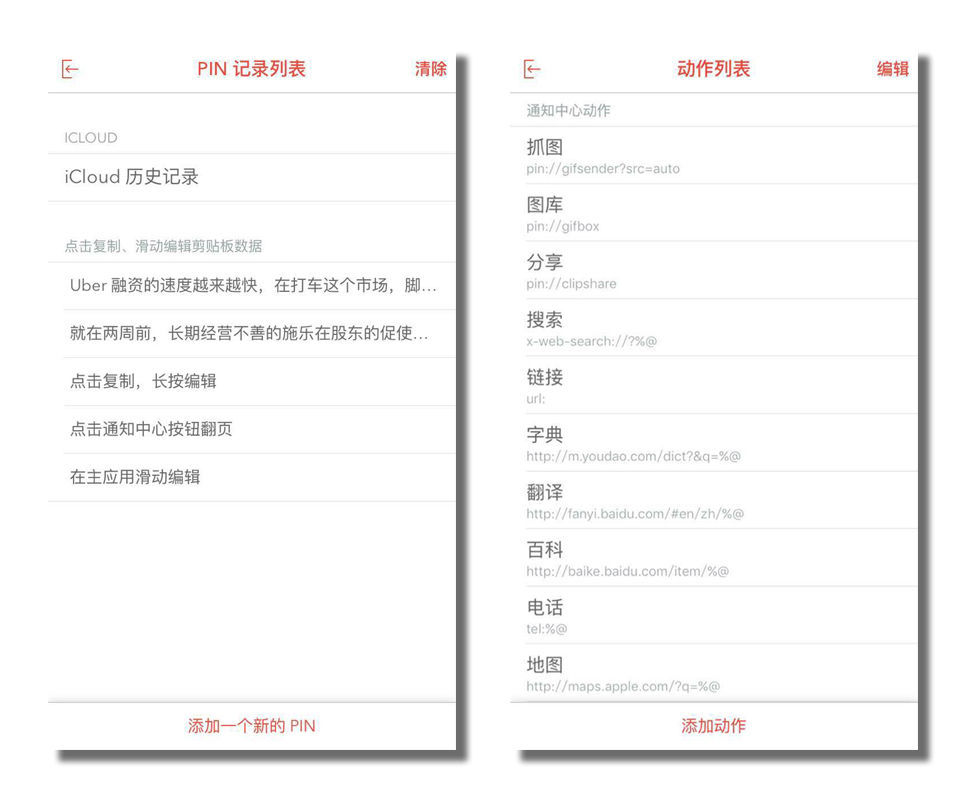 PIN 记录列表
清除
ICLOUD
iCloud 历史记录
点击复制、滑动编辑剪贴板数据
Uber 融资的速度越来越快，在打车这个市场，脚…
就在两周前，长期经营不善的施乐在股东的促使…
点击复制，长按编辑
点击通知中心按钮翻页
在主应用滑动编辑
添加一个新的 PIN
动作列表
编辑
通知中心动作
抓图
pin://gifsender?src=auto
图库
pin://gifbox
分享
pin://clipshare
搜索
x-web-search://?%@
链接
url:
字典
http://m.youdao.com/dict?&q=%@
翻译
http://fanyi.baidu.com/#en/zh/%@
百科
http://baike.baidu.com/item/%@
电话
tel:%@
地图
http://maps.apple.com/?q=%@
添加动作